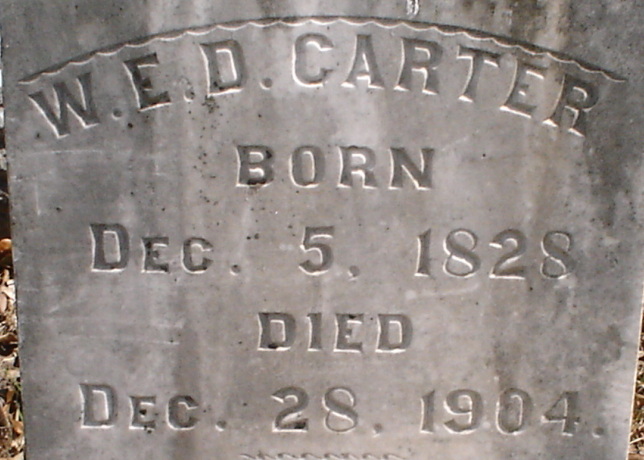 W.E.D. CARTER
BORN
DEC. 5, 1828
DIED
DEC. 28, 1904.